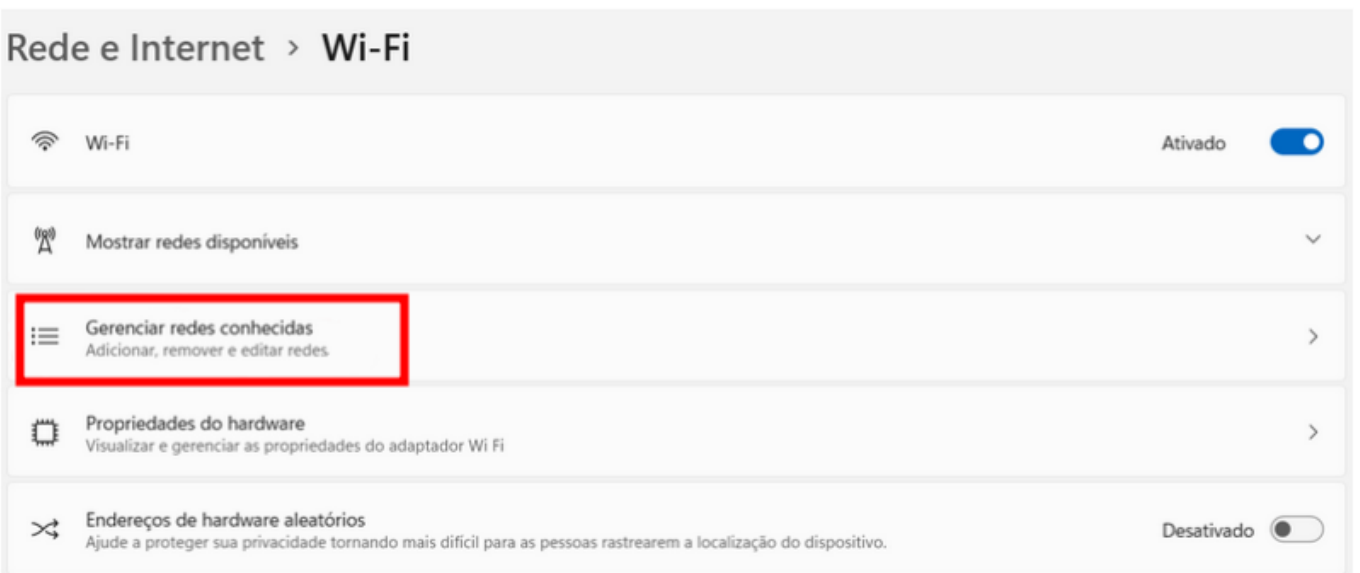 Rede e Internet > Wi-Fi
Wi-Fi
Ativado
Mostrar redes disponíveis
Gerenciar redes conhecidas
Adicionar, remover e editar redes
Propriedades do hardware
Visualizar e gerenciar as propriedades do adaptador Wi Fi
Endereços de hardware aleatórios
Ajude a proteger sua privacidade tornando mais difícil para as pessoas rastrearem a localização do dispositivo.
Desativado